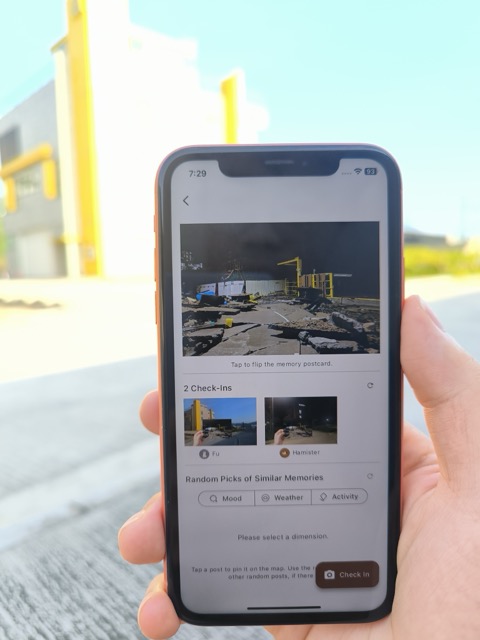 7:29
93
Tap to flip the memory postcard.
2 Check-Ins
Fu
Hamster
Random Picks of Similar Memories
Mood
Weather
Activity
Please select a dimension.
Tap a post to pin it on the map. Use the
other random posts, if there
Check In